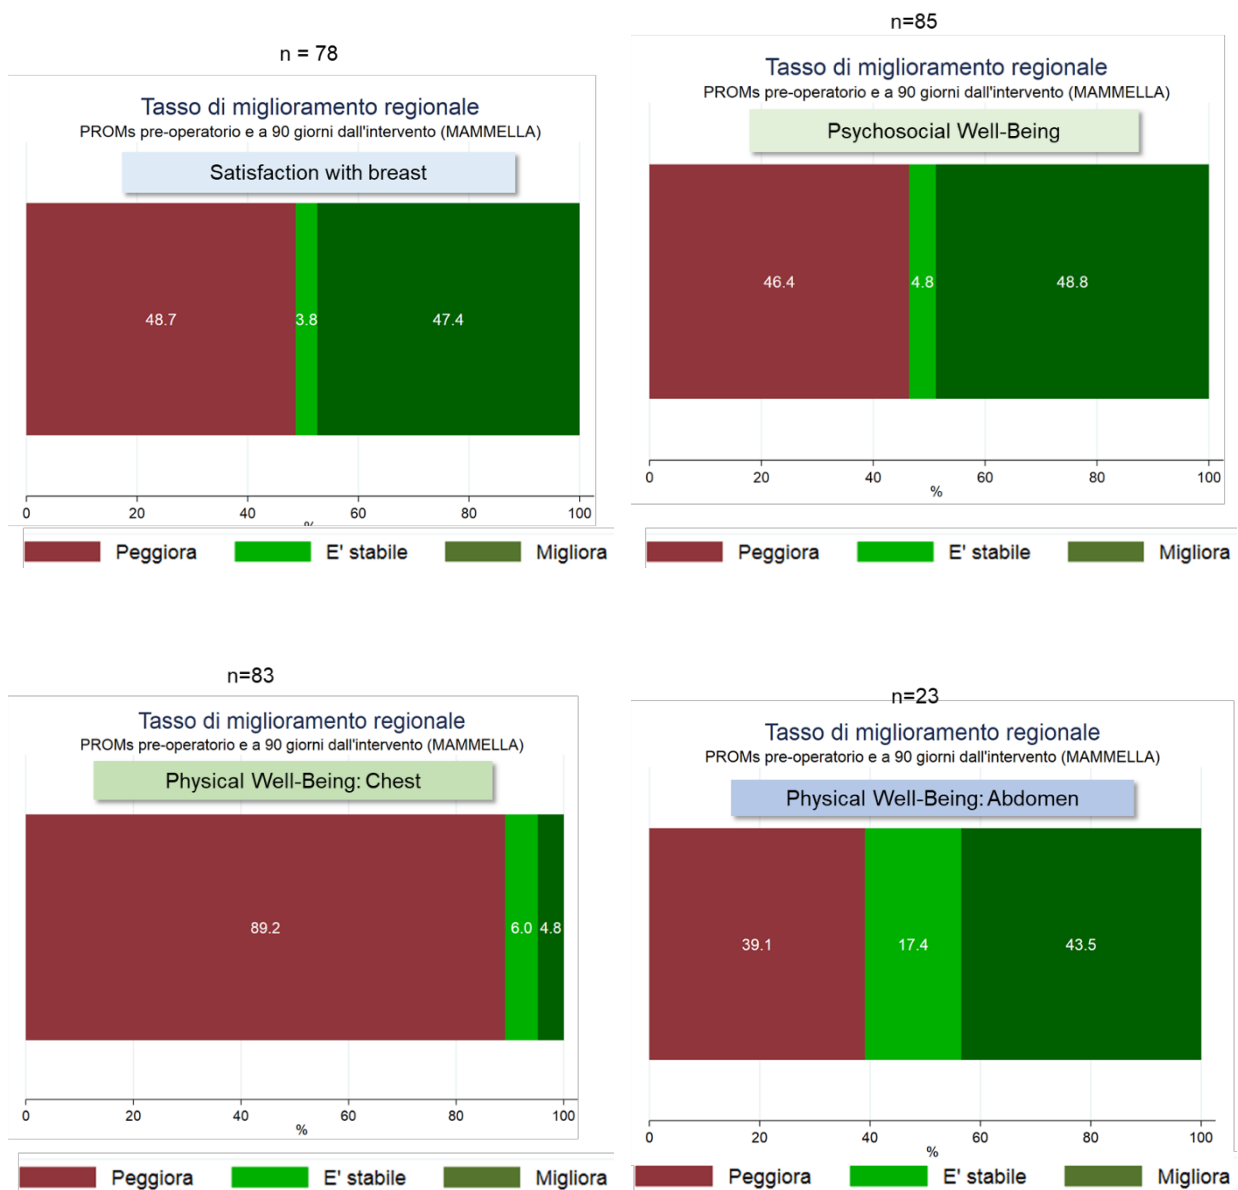 n = 78
Tasso di miglioramento regionale
PROMs pre-operatorio e a 90 giorni dall'intervento (MAMMELLA)
Satisfaction with breast
48.7 3.8 47.4
0 20 40 60 80 100
%
Peggiora E' stabile Migliora
n=85
Tasso di miglioramento regionale
PROMs pre-operatorio e a 90 giorni dall'intervento (MAMMELLA)
Psychosocial Well-Being
46.4 4.8 48.8
0 20 40 60 80 100
%
Peggiora E' stabile Migliora
n=83
Tasso di miglioramento regionale
PROMs pre-operatorio e a 90 giorni dall'intervento (MAMMELLA)
Physical Well-Being: Chest
89.2 6.0 4.8
0 20 40 60 80 100
%
Peggiora E' stabile Migliora
n=23
Tasso di miglioramento regionale
PROMs pre-operatorio e a 90 giorni dall'intervento (MAMMELLA)
Physical Well-Being: Abdomen
39.1 17.4 43.5
0 20 40 60 80 100
%
Peggiora E' stabile Migliora